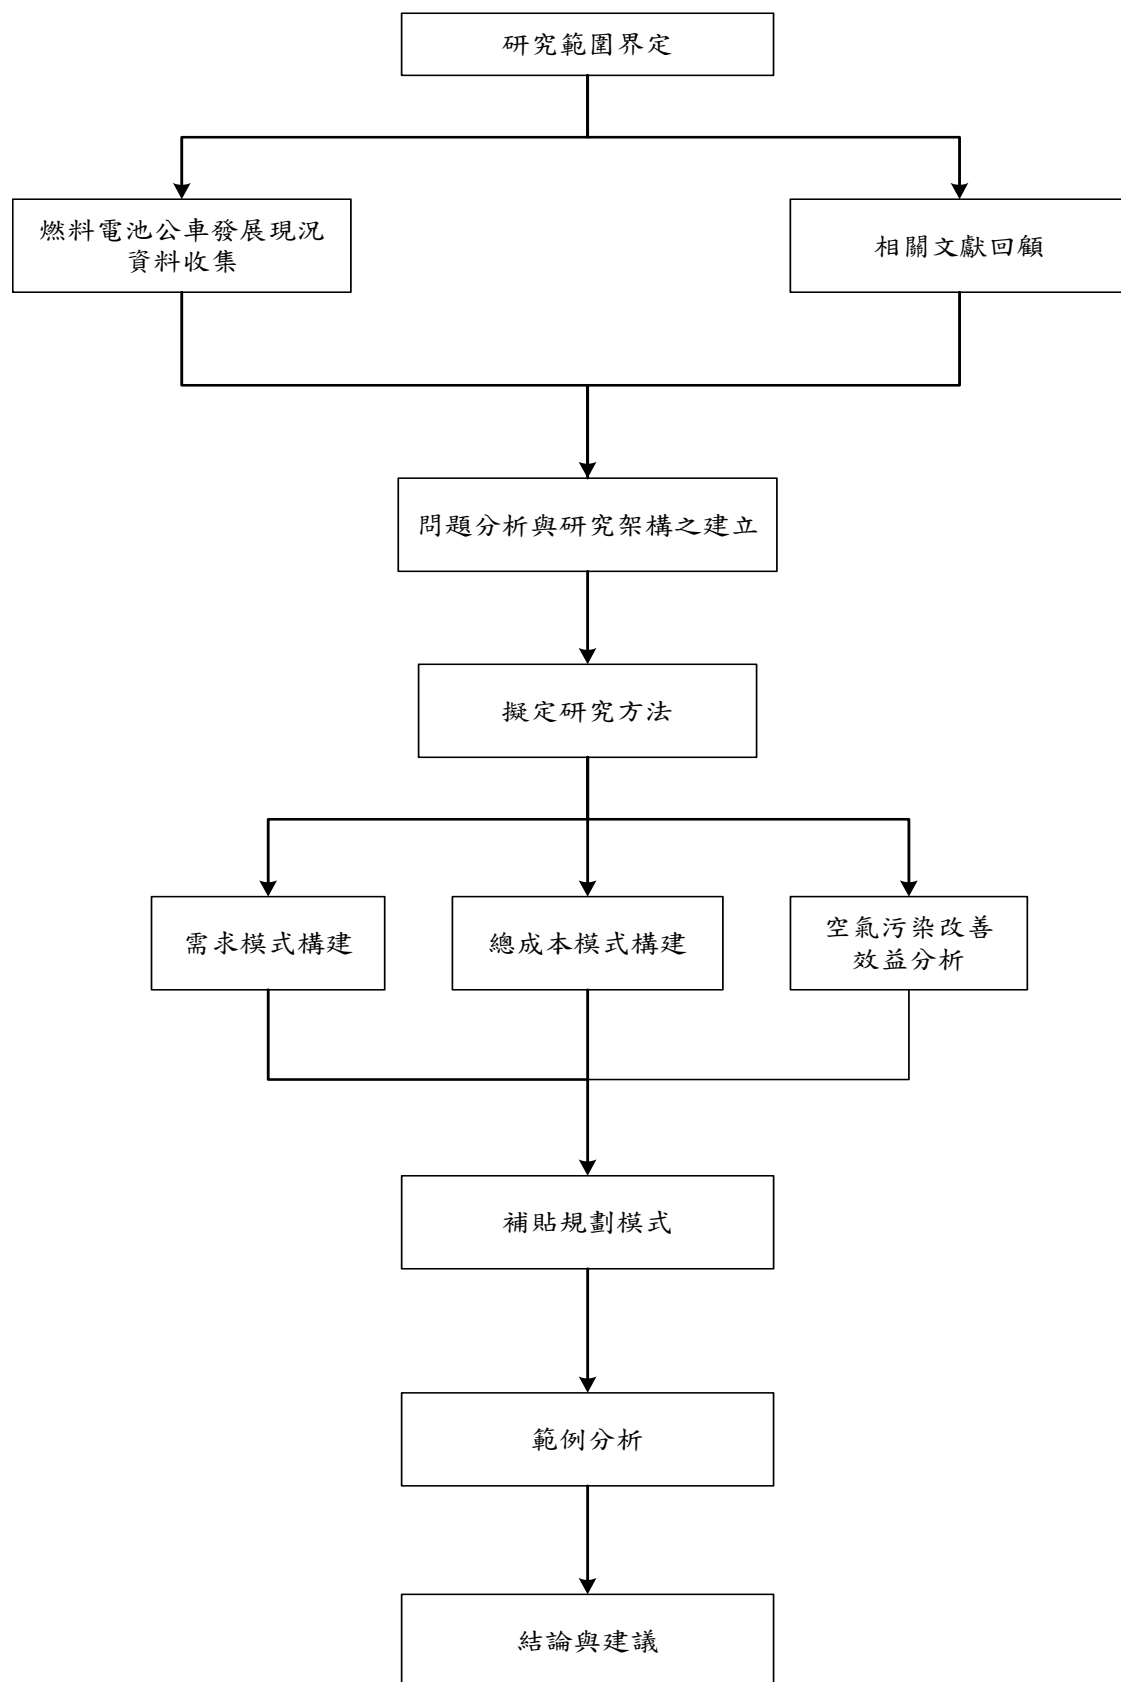 研究範圍界定
燃料電池公車發展現況
資料收集
相關文獻回顧
問題分析與研究架構之建立
擬定研究方法
需求模式構建
總成本模式構建
空氣污染改善
效益分析
補貼規劃模式
範例分析
結論與建議